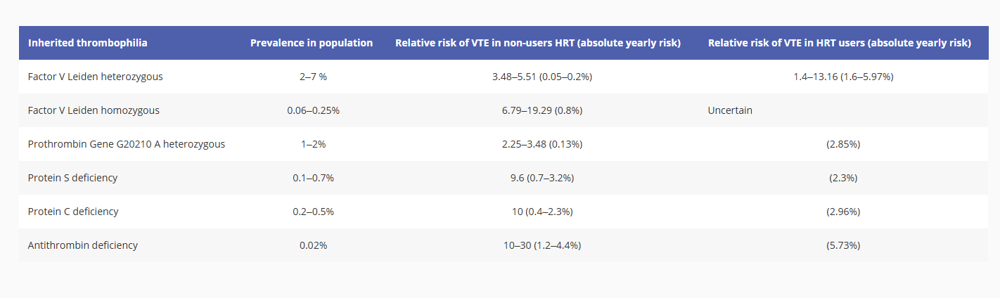 Inherited thrombophilia Prevalence in population Relative risk of VTE in non-users HRT (absolute yearly risk) Relative risk of VTE in HRT users (absolute yearly risk)
Factor V Leiden heterozygous 2–7 % 3.48–5.51 (0.05–0.2%) 1.4–13.16 (1.6–5.97%)
Factor V Leiden homozygous 0.06–0.25% 6.79–19.29 (0.8%) Uncertain
Prothrombin Gene G20210 A heterozygous 1–2% 2.25–3.48 (0.13%) (2.85%)
Protein S deficiency 0.1–0.7% 9.6 (0.7–3.2%) (2.3%)
Protein C deficiency 0.2–0.5% 10 (0.4–2.3%) (2.96%)
Antithrombin deficiency 0.02% 10–30 (1.2–4.4%) (5.73%)